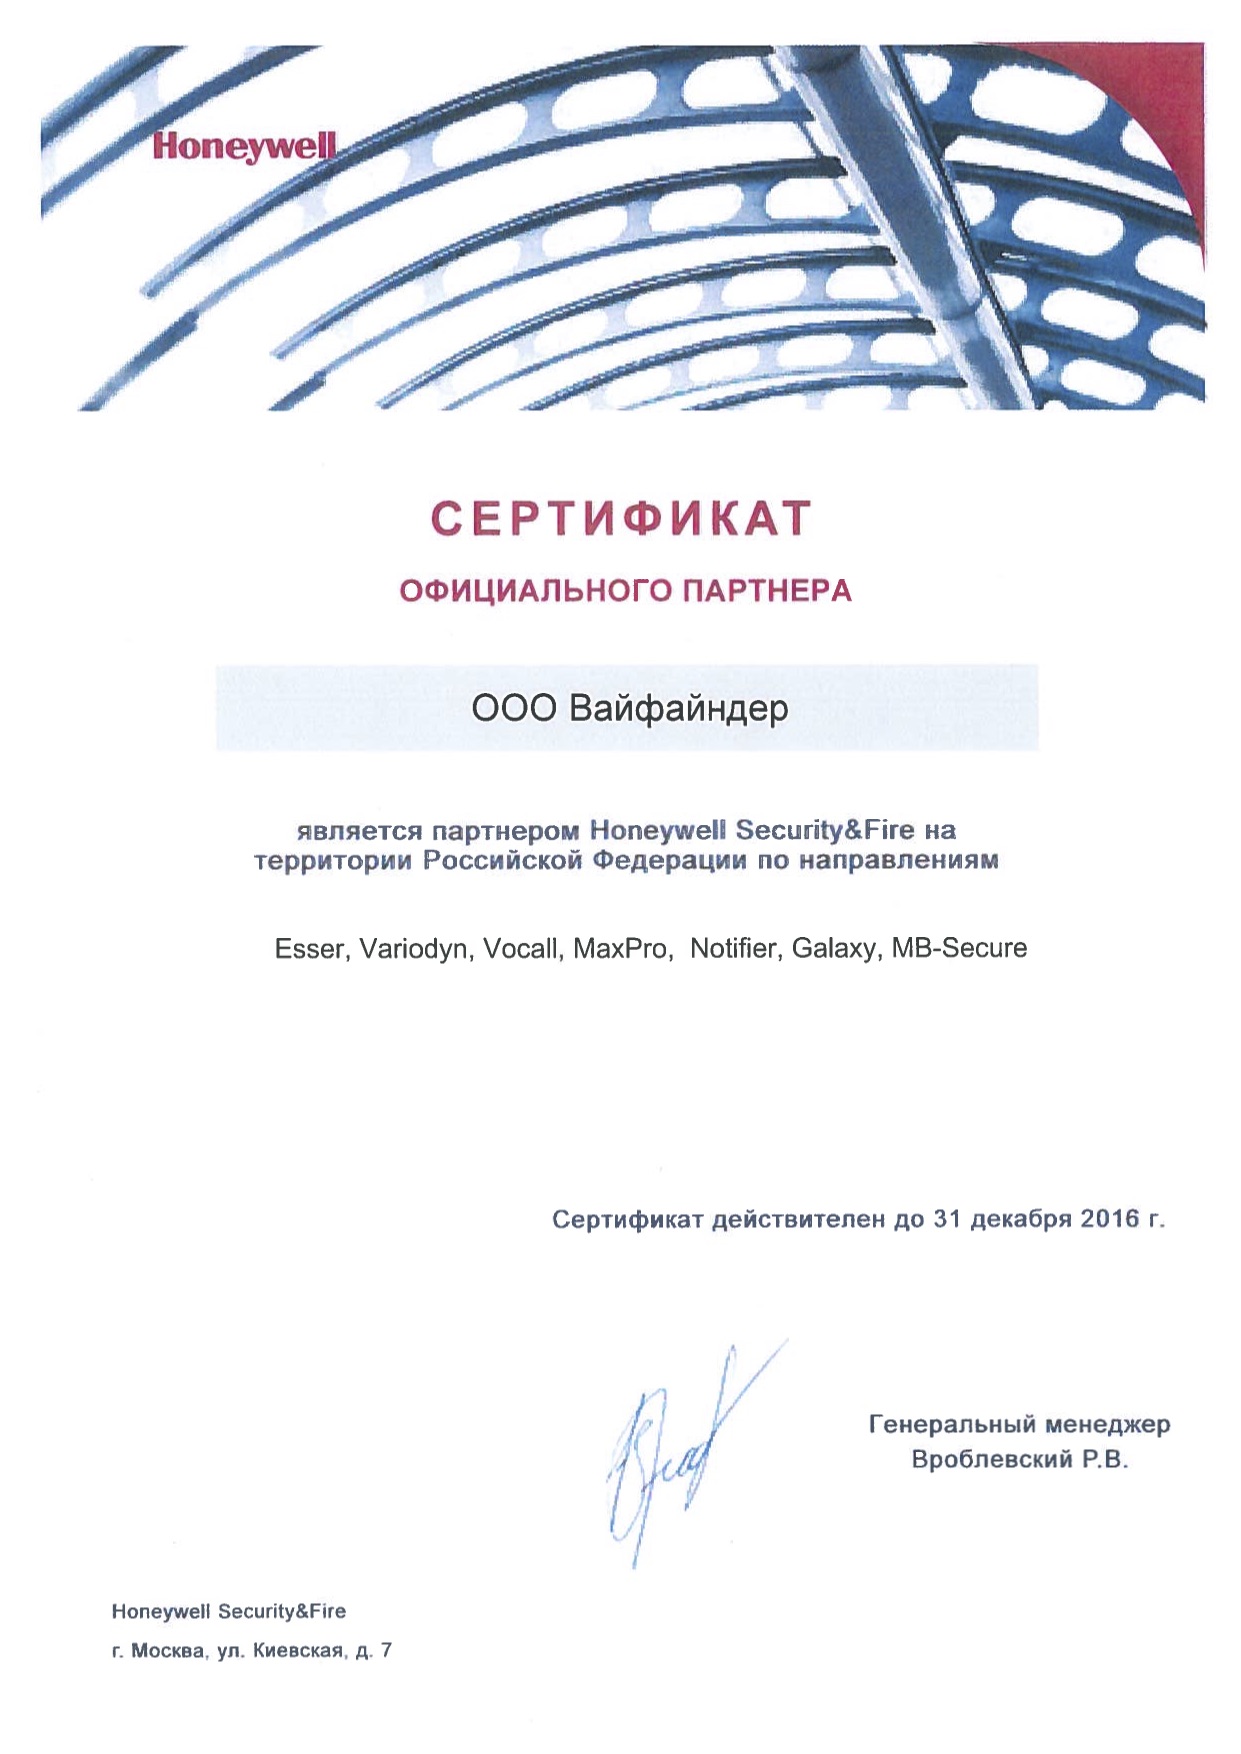 Honeywell
СЕРТИФИКАТ
ОФИЦИАЛЬНОГО ПАРТНЕРА
ООО Вайфайндер
является партнером Honeywell Security&Fire на
территории Российской Федерации по направлениям
Esser, Variodyn, Vocall, MaxPro,  Notifier, Galaxy, MB-Secure
Сертификат действителен до 31 декабря 2016 г.
Генеральный менеджер
Вроблевский Р.В.
Honeywell Security&Fire
г. Москва, ул. Киевская, д. 7